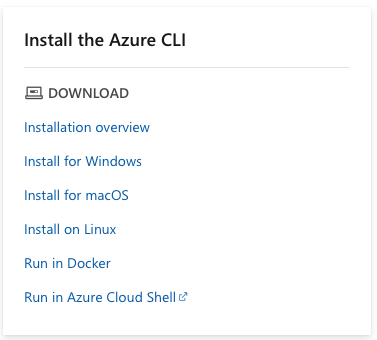 Install the Azure CLI
DOWNLOAD
Installation overview
Install for Windows
Install for macOS
Install on Linux
Run in Docker
Run in Azure Cloud Shell